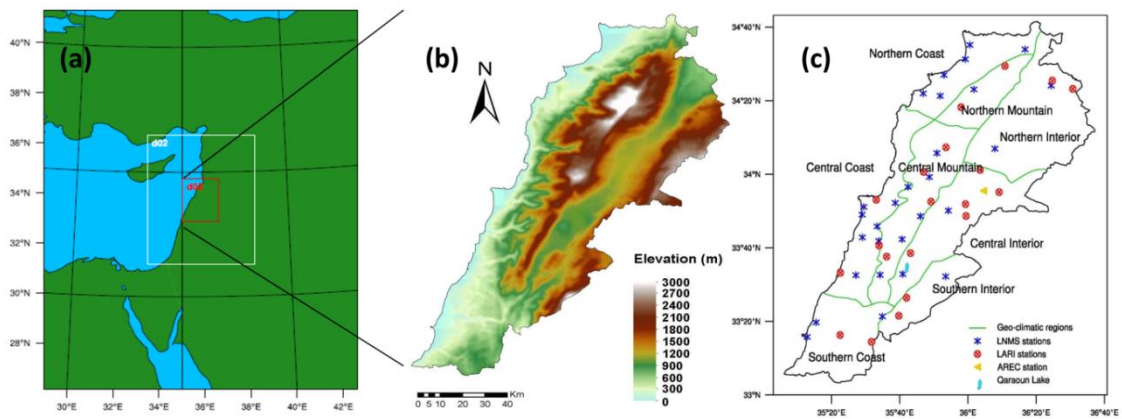 (a)
40°N
38°N
36°N
34°N
32°N
30°N
28°N
30°E
32°E
34°E
36°E
38°E
40°E
42°E
d02
(b)
N
Elevation (m)
3000
2700
2400
2100
1800
1500
1200
900
600
300
0
0
5
10
20
30
40
Km
(c)
34°40'N
34°20'N
34°N
33°40'N
33°20'N
33°N
35°20'E
35°40'E
36°E
36°20'E
36°40'E
Northern Coast
Northern Mountain
Northern Interior
Central Coast
Central Mountain
Central Interior
Southern Interior
Southern Coast
Geo-climatic regions
LNMS stations
LARI stations
AREC station
Qaraoun Lake